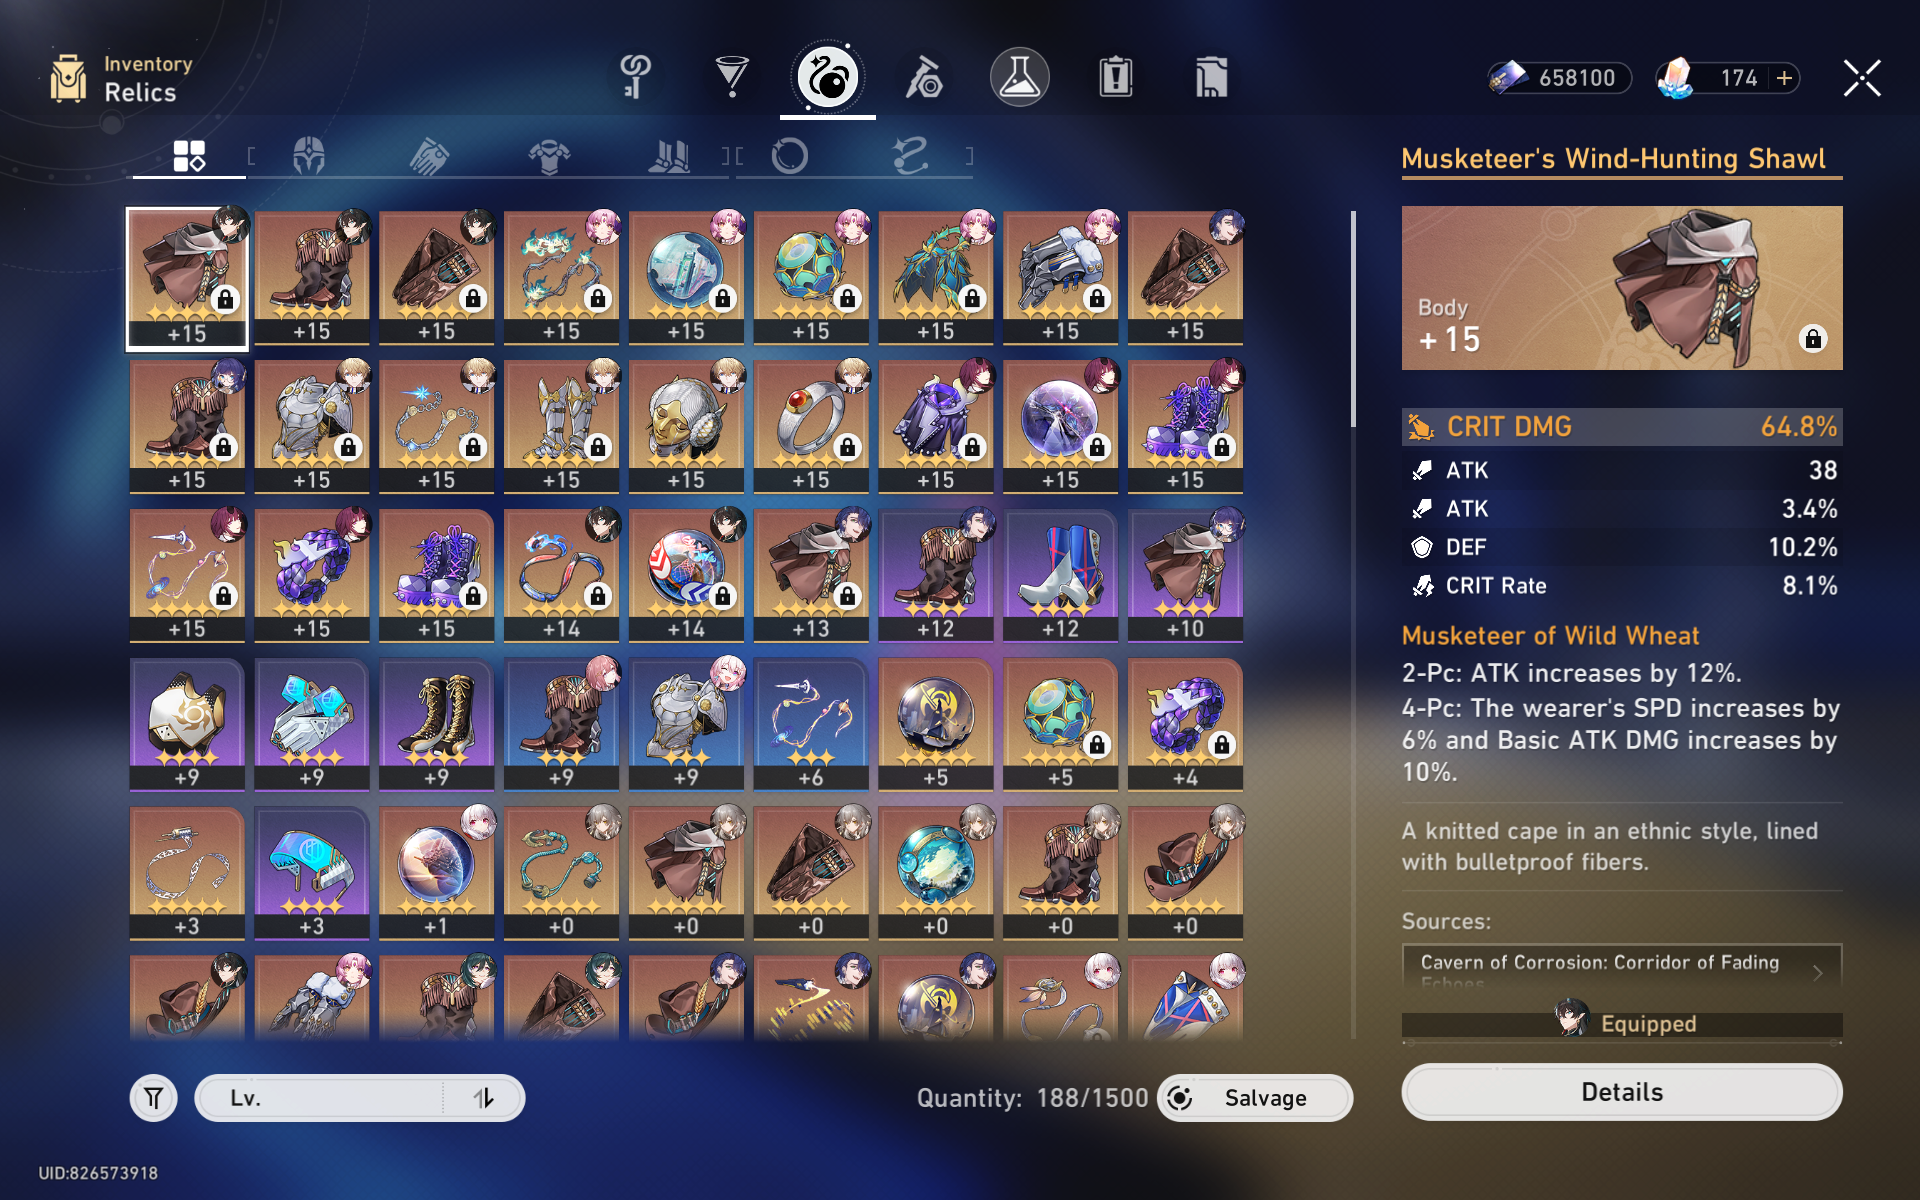 Inventory
Relics
658100
174
Musketeer's Wind-Hunting Shawl
Body
+15
CRIT DMG 64.8%
ATK 38
ATK 3.4%
DEF 10.2%
CRIT Rate 8.1%
Musketeer of Wild Wheat
2-Pc: ATK increases by 12%.
4-Pc: The wearer's SPD increases by
6% and Basic ATK DMG increases by
10%.
A knitted cape in an ethnic style, lined
with bulletproof fibers.
Sources:
Cavern of Corrosion: Corridor of Fading
Echoes
Equipped
Details
+15 +15 +15 +15 +15 +15 +15 +15 +15
+15 +15 +15 +15 +15 +15 +15 +15 +15
+15 +15 +15 +14 +14 +13 +12 +12 +10
+9 +9 +9 +9 +9 +6 +5 +5 +4
+3 +3 +1 +0 +0 +0 +0 +0 +0
Lv.
Quantity: 188/1500
Salvage
UID:826573918